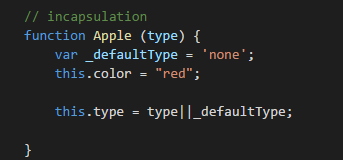 // incapsulation
function Apple (type) {
    var _defaultType = 'none';
    this.color = "red";
    this.type = type||_defaultType;
}